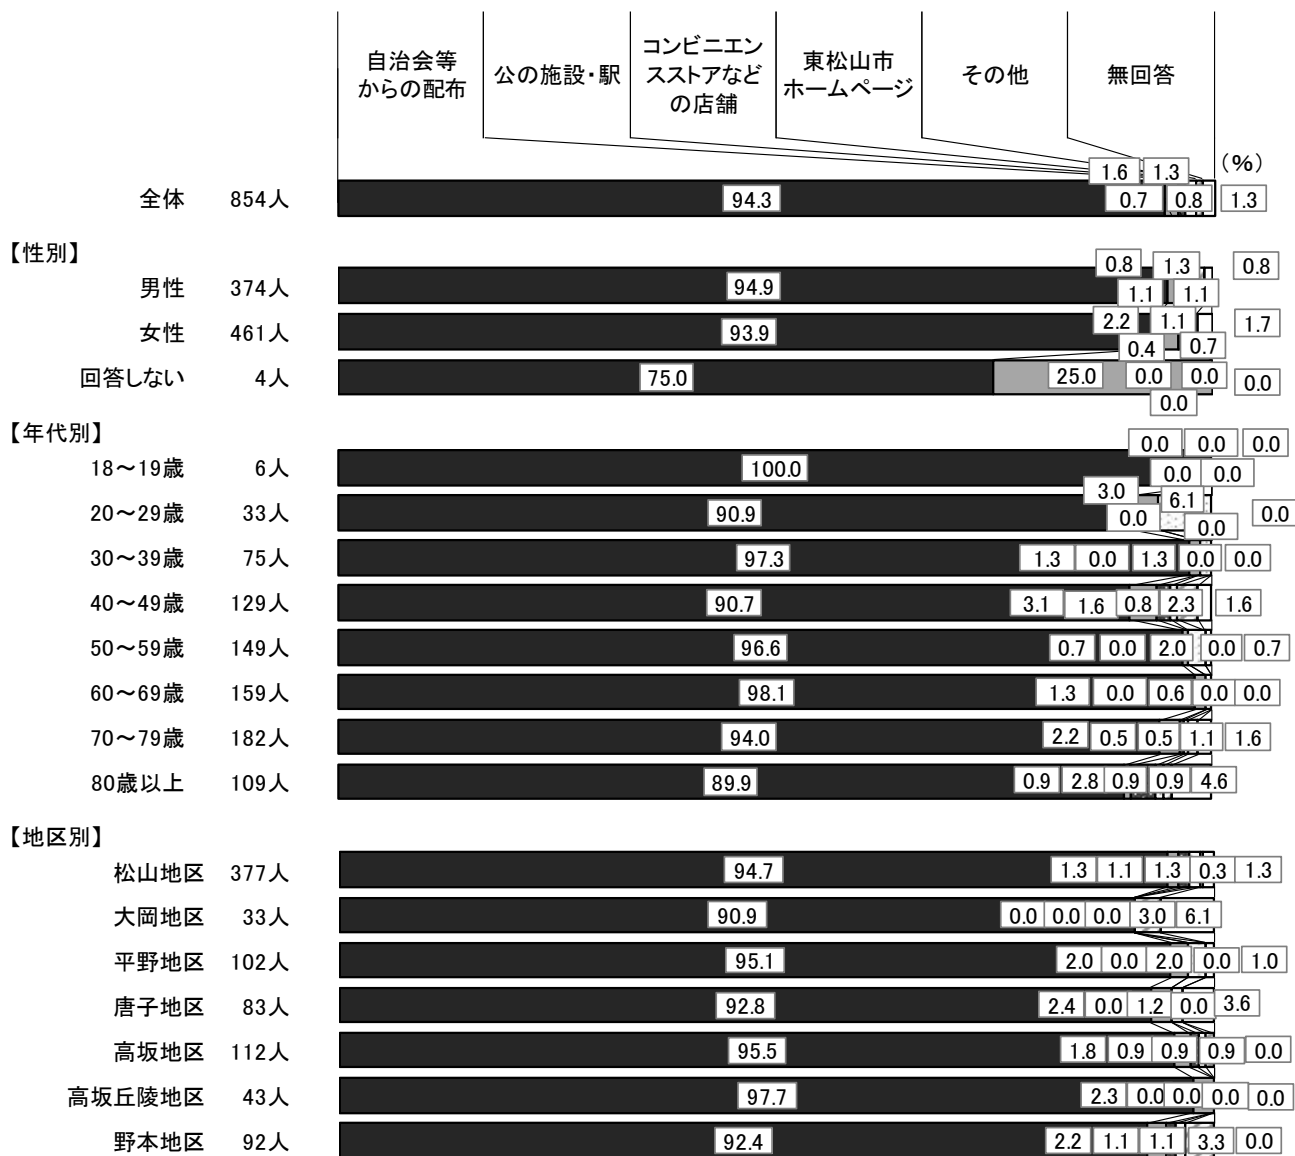 自治会等
からの配布
公の施設・駅
コンビニエン
スストアなど
の店舗
東松山市
ホームページ
その他
無回答
(%)
1.6 1.3
全体 854人 94.3 0.7 0.8 1.3
【性別】
0.8 1.3 0.8
男性 374人 94.9 1.1 1.1
女性 461人 93.9 2.2 1.1 1.7
0.4 0.7
回答しない 4人 75.0 25.0 0.0 0.0 0.0
0.0
【年代別】
0.0 0.0 0.0
18～19歳 6人 100.0 0.0 0.0
3.0 6.1
20～29歳 33人 90.9 0.0 0.0 0.0
30～39歳 75人 97.3 1.3 0.0 1.3 0.0 0.0
40～49歳 129人 90.7 3.1 1.6 0.8 2.3 1.6
50～59歳 149人 96.6 0.7 0.0 2.0 0.0 0.7
60～69歳 159人 98.1 1.3 0.0 0.6 0.0 0.0
70～79歳 182人 94.0 2.2 0.5 0.5 1.1 1.6
80歳以上 109人 89.9 0.9 2.8 0.9 0.9 4.6
【地区別】
松山地区 377人 94.7 1.3 1.1 1.3 0.3 1.3
大岡地区 33人 90.9 0.0 0.0 0.0 3.0 6.1
平野地区 102人 95.1 2.0 0.0 2.0 0.0 1.0
唐子地区 83人 92.8 2.4 0.0 1.2 0.0 3.6
高坂地区 112人 95.5 1.8 0.9 0.9 0.9 0.0
高坂丘陵地区 43人 97.7 2.3 0.0 0.0 0.0 0.0
野本地区 92人 92.4 2.2 1.1 1.1 3.3 0.0